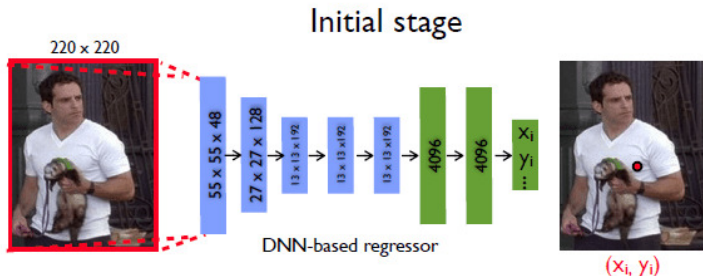 Initial stage
220 x 220
55 x 55 x 48
27 x 27 x 128
13 x 13 x 192
13 x 13 x 192
13 x 13 x 192
4096
4096
xᵢ
yᵢ
⋮
DNN-based regressor
(xᵢ, yᵢ)